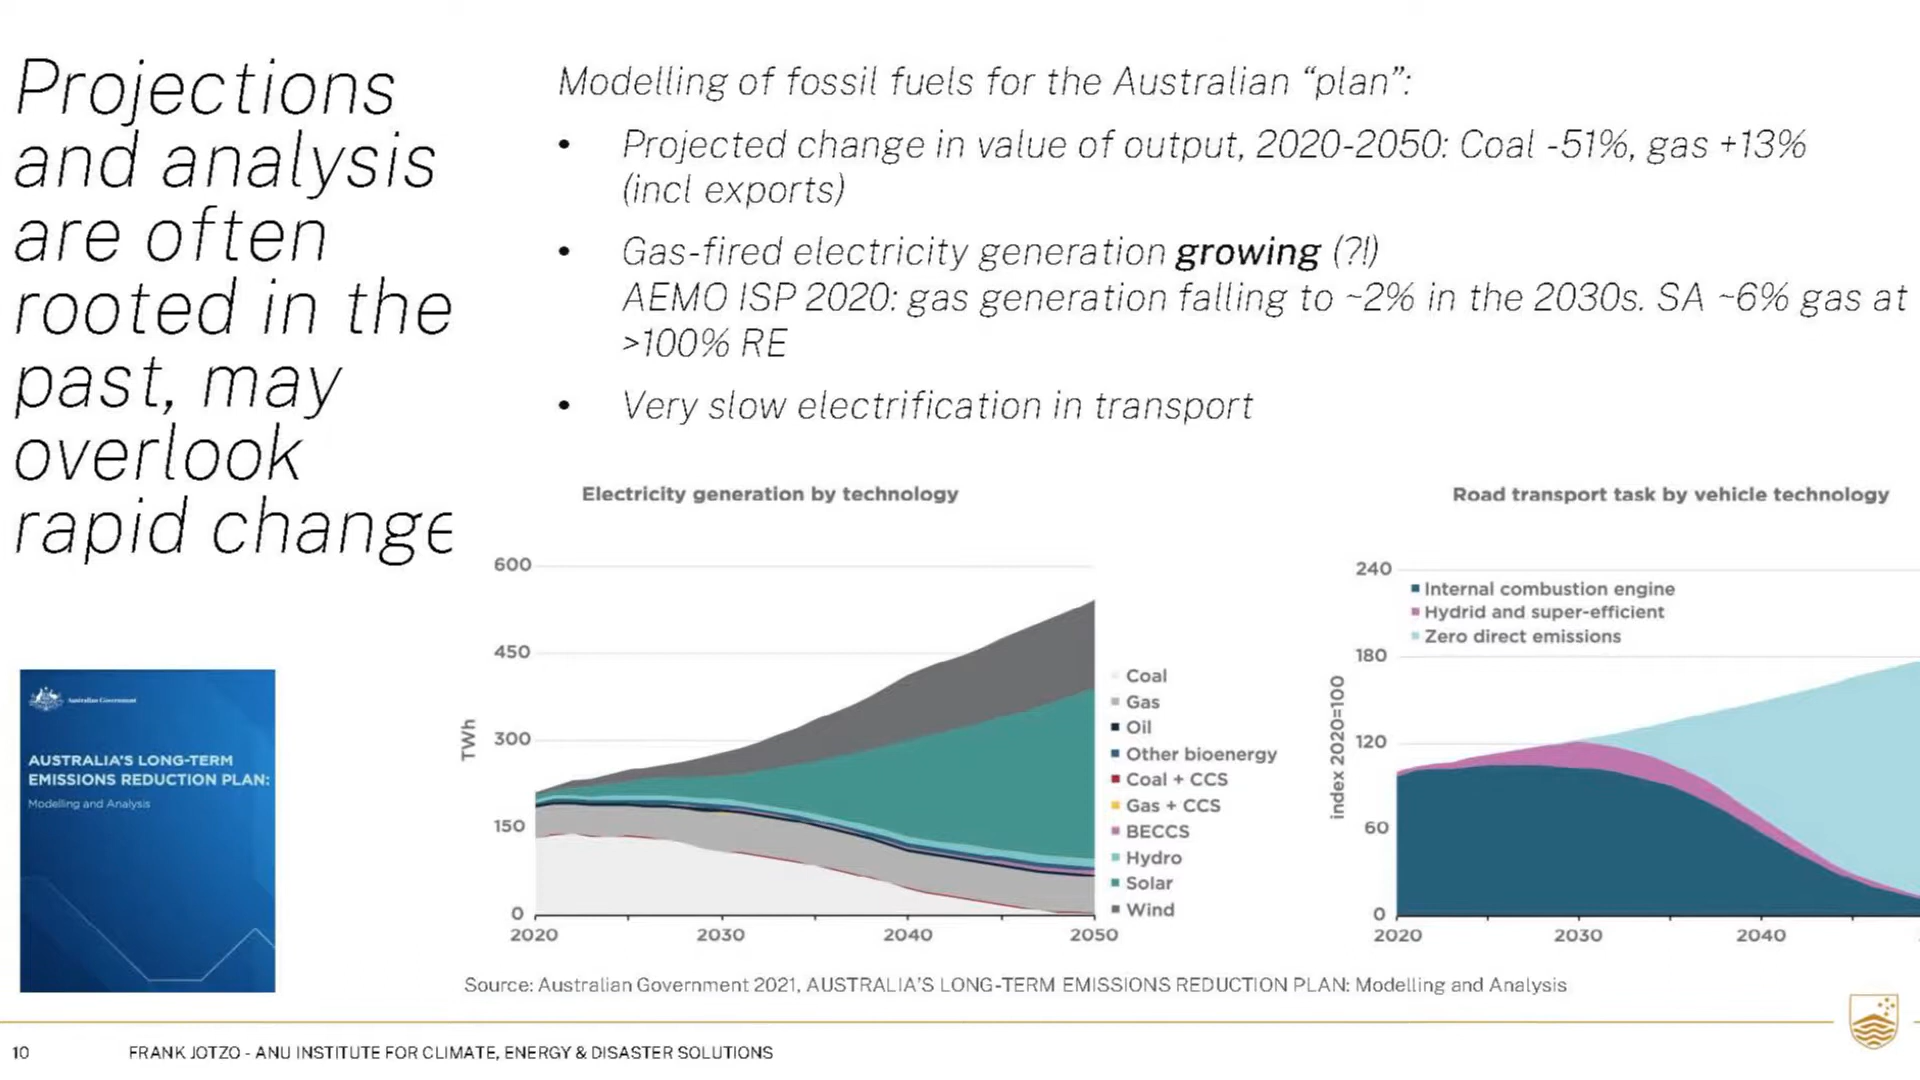 Projections
and analysis
are often
rooted in the
past, may
overlook
rapid change
Modelling of fossil fuels for the Australian “plan”:
• Projected change in value of output, 2020-2050: Coal -51%, gas +13%
(incl exports)
• Gas-fired electricity generation growing (?!)
AEMO ISP 2020: gas generation falling to ~2% in the 2030s. SA ~6% gas at
>100% RE
• Very slow electrification in transport
Australian Government
AUSTRALIA’S LONG-TERM
EMISSIONS REDUCTION PLAN:
Modelling and Analysis
Electricity generation by technology
600
450
300
150
0
TWh
2020 2030 2040 2050
Coal
Gas
Oil
Other bioenergy
Coal + CCS
Gas + CCS
BECCS
Hydro
Solar
Wind
Road transport task by vehicle technology
240
180
120
60
0
index 2020=100
Internal combustion engine
Hydrid and super-efficient
Zero direct emissions
2020 2030 2040
Source: Australian Government 2021, AUSTRALIA’S LONG-TERM EMISSIONS REDUCTION PLAN: Modelling and Analysis
10 FRANK JOTZO - ANU INSTITUTE FOR CLIMATE, ENERGY & DISASTER SOLUTIONS